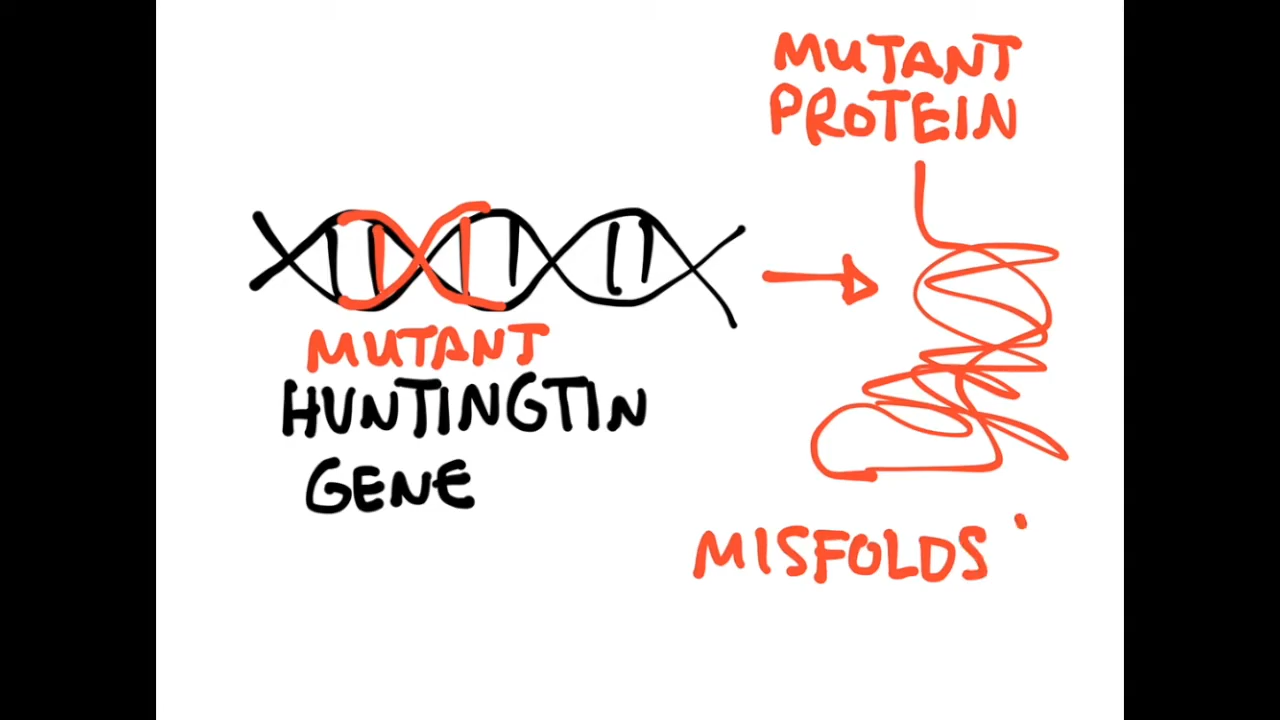 MUTANT
PROTEIN
MUTANT
HUNTINGTIN
GENE
MISFOLDS